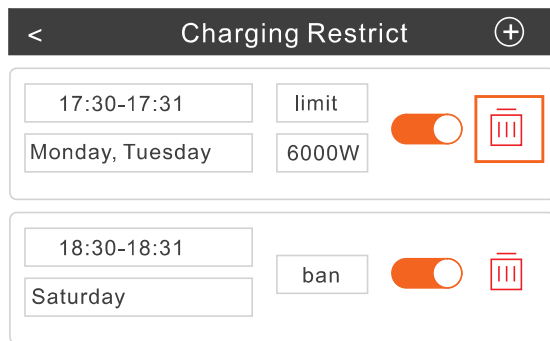 < Charging Restrict
17:30-17:31 limit
Monday, Tuesday 6000W
18:30-18:31
ban
Saturday